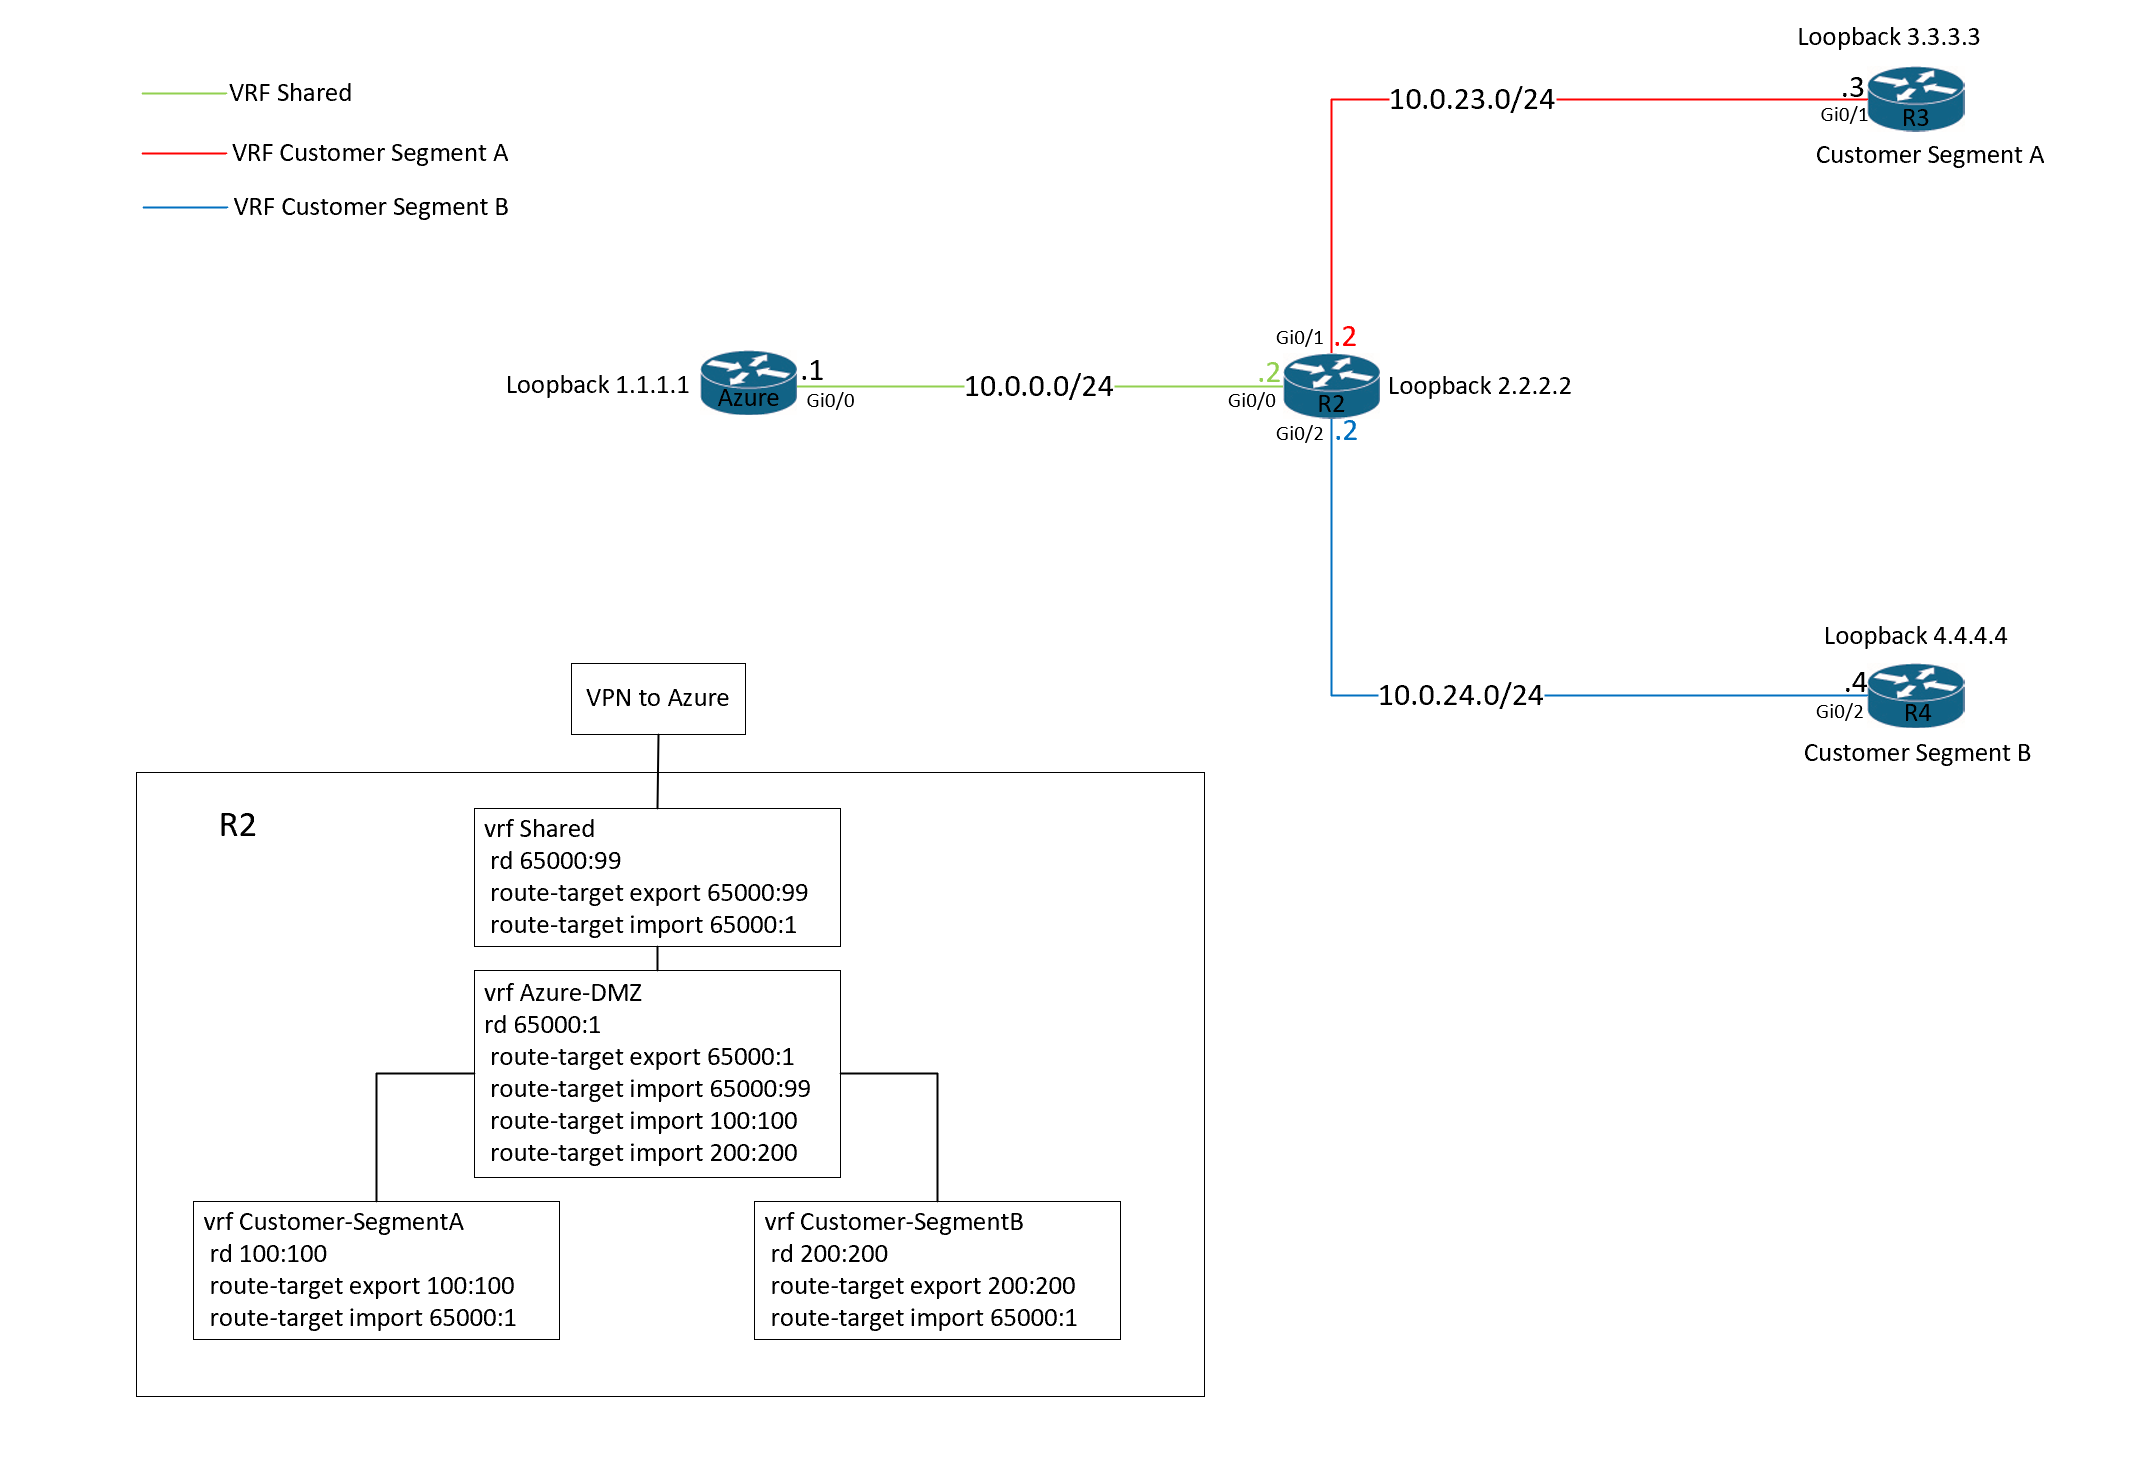 VRF Shared
VRF Customer Segment A
VRF Customer Segment B
Loopback 3.3.3.3
10.0.23.0/24
.3
Gi0/1
R3
Customer Segment A
Loopback 1.1.1.1
Azure
.1
Gi0/0
10.0.0.0/24
.2
Gi0/0
Gi0/1
.2
R2
Loopback 2.2.2.2
Gi0/2
.2
Loopback 4.4.4.4
10.0.24.0/24
.4
Gi0/2
R4
Customer Segment B
VPN to Azure
R2
vrf Shared
rd 65000:99
route-target export 65000:99
route-target import 65000:1
vrf Azure-DMZ
rd 65000:1
route-target export 65000:1
route-target import 65000:99
route-target import 100:100
route-target import 200:200
vrf Customer-SegmentA
rd 100:100
route-target export 100:100
route-target import 65000:1
vrf Customer-SegmentB
rd 200:200
route-target export 200:200
route-target import 65000:1